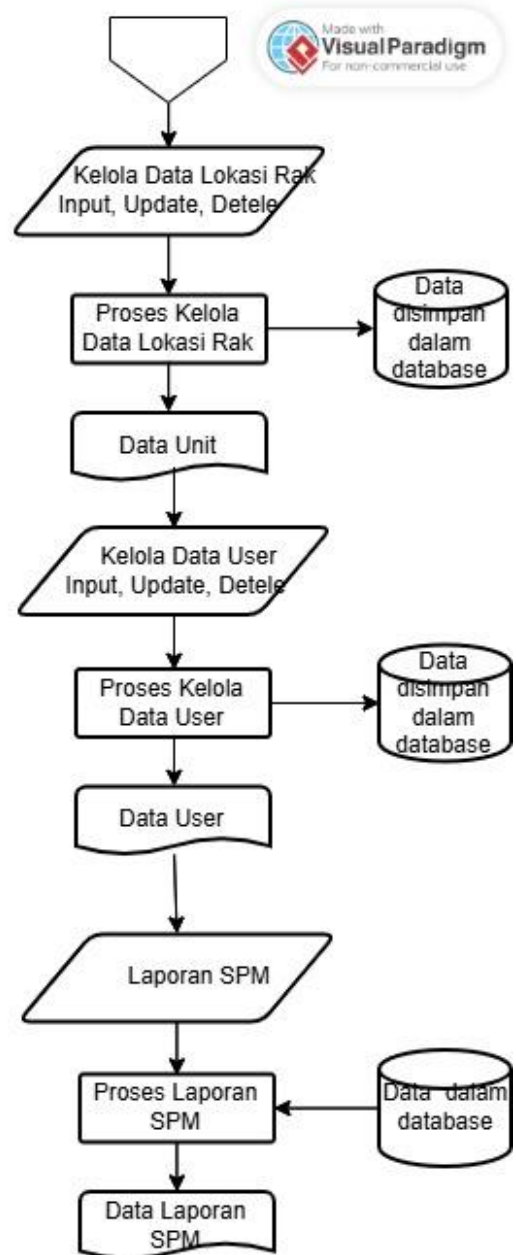 Made with
Visual Paradigm
For non-commercial use
Kelola Data Lokasi Rak
Input, Update, Detele
Proses Kelola
Data Lokasi Rak
Data
disimpan
dalam
database
Data Unit
Kelola Data User
Input, Update, Detele
Proses Kelola
Data User
Data
disimpan
dalam
database
Data User
Laporan SPM
Proses Laporan
SPM
Data dalam
database
Data Laporan
SPM